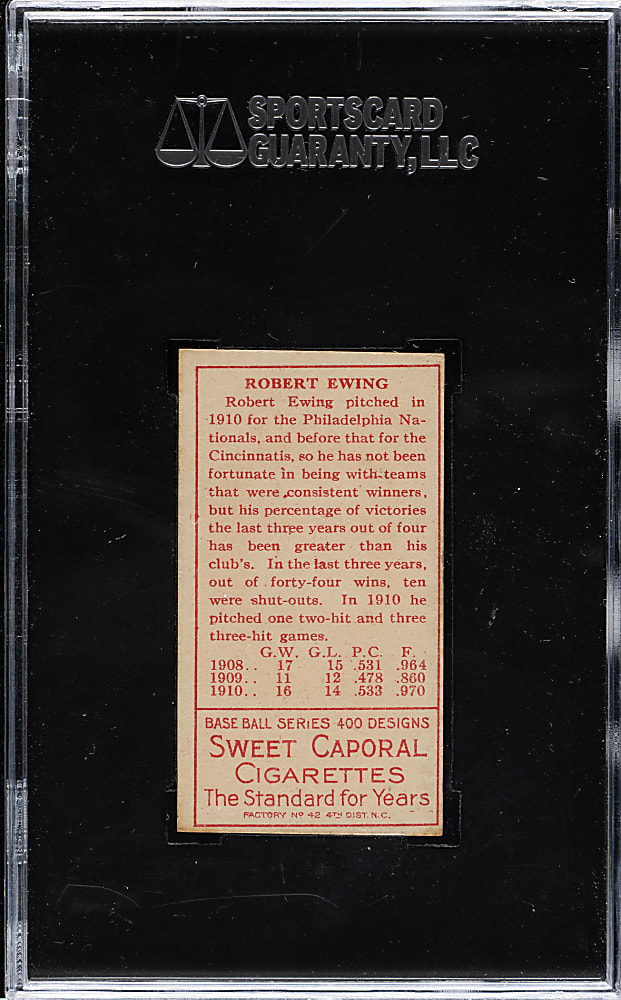 SPORTSCARD
GUARANTY, LLC
ROBERT EWING
Robert Ewing pitched in
1910 for the Philadelphia Na-
tionals, and before that for the
Cincinnatis, so he has not been
fortunate in being with teams
that were consistent winners,
but his percentage of victories
the last three years out of four
has been greater than his
club's. In the last three years,
out of forty-four wins, ten
were shut-outs. In 1910 he
pitched one two-hit and three
three-hit games.
G.W. G.L. P.C. F.
1908.. 17 15 .531 .964
1909.. 11 12 .478 .860
1910.. 16 14 .533 .970
BASE BALL SERIES 400 DESIGNS
SWEET CAPORAL
CIGARETTES
The Standard for Years
FACTORY Nº 42 4TH DIST. N.C.